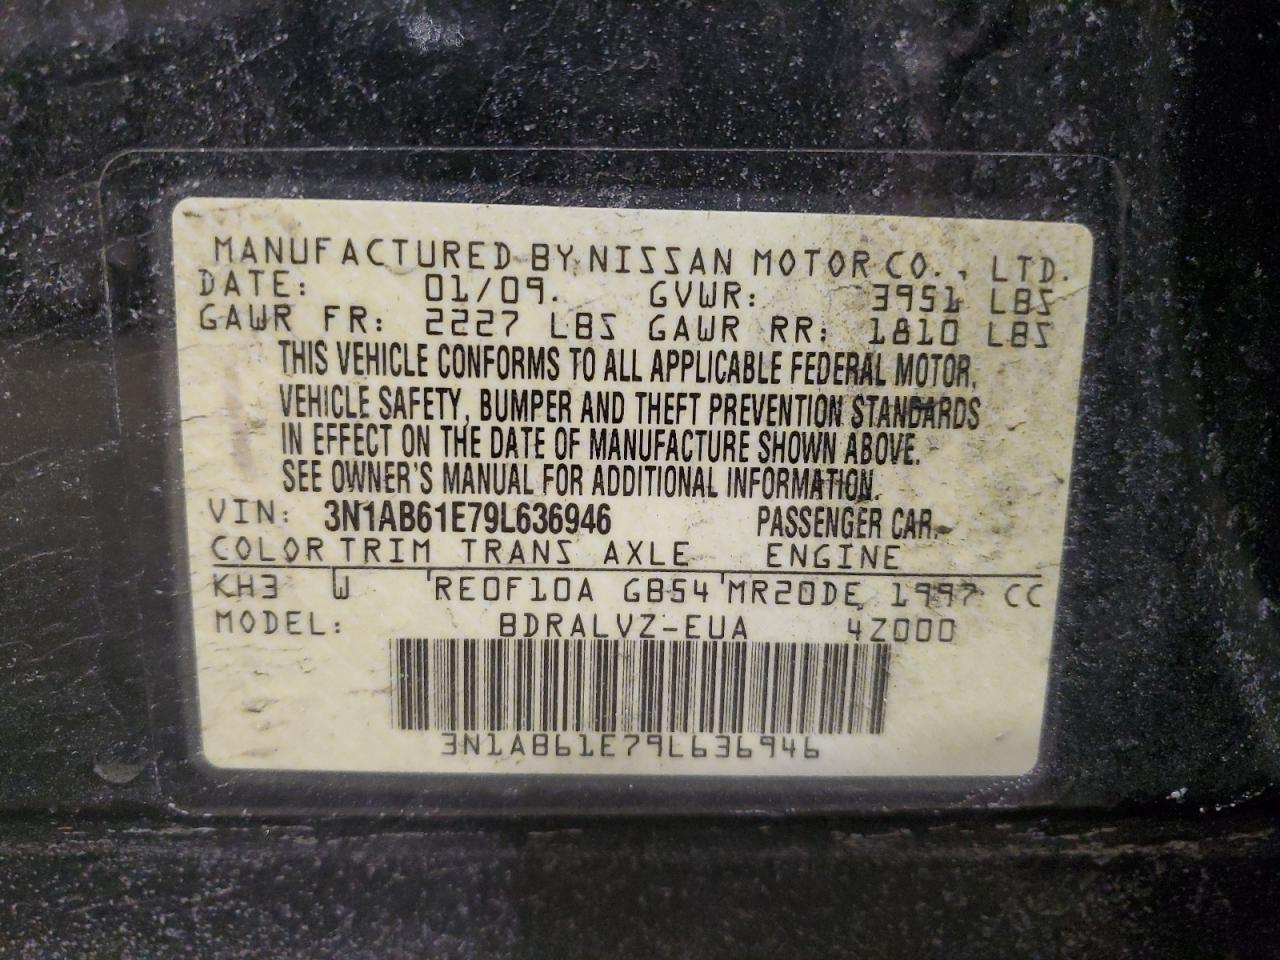 MANUFACTURED BY NISSAN MOTOR CO., LTD.
DATE: 01/09. GVWR: 3951 LBS
GAWR FR: 2227 LBS GAWR RR: 1810 LBS
THIS VEHICLE CONFORMS TO ALL APPLICABLE FEDERAL MOTOR
VEHICLE SAFETY, BUMPER AND THEFT PREVENTION STANDARDS
IN EFFECT ON THE DATE OF MANUFACTURE SHOWN ABOVE.
SEE OWNER'S MANUAL FOR ADDITIONAL INFORMATION.
VIN: 3N1AB61E79L636946 PASSENGER CAR
COLOR TRIM TRANS AXLE ENGINE
KH3 W RE0F10A GB54 MR20DE 1997 CC
MODEL: BDRALVZ-EUA 4Z000
3N1AB61E79L636946